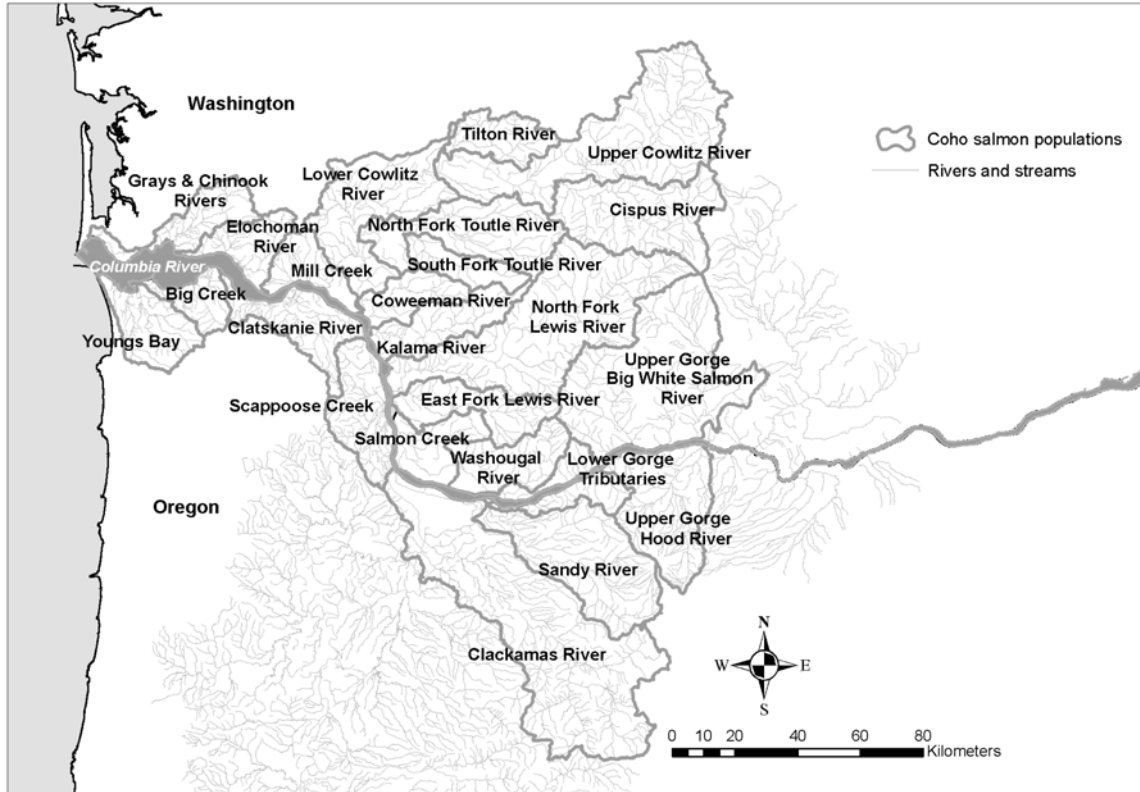 Washington
Tilton River
Upper Cowlitz River
Coho salmon populations
Rivers and streams
Lower Cowlitz
River
Grays & Chinook
Rivers
Cispus River
North Fork Toutle River
Elochoman
River
South Fork Toutle River
Columbia River
Mill Creek
Big Creek
Coweeman River
North Fork
Lewis River
Clatskanie River
Youngs Bay
Kalama River
Upper Gorge
Big White Salmon
River
East Fork Lewis River
Scappoose Creek
Salmon Creek
Washougal
River
Lower Gorge
Tributaries
Oregon
Upper Gorge
Hood River
Sandy River
Clackamas River
N
W
E
S
0 10 20 40 60 80
Kilometers